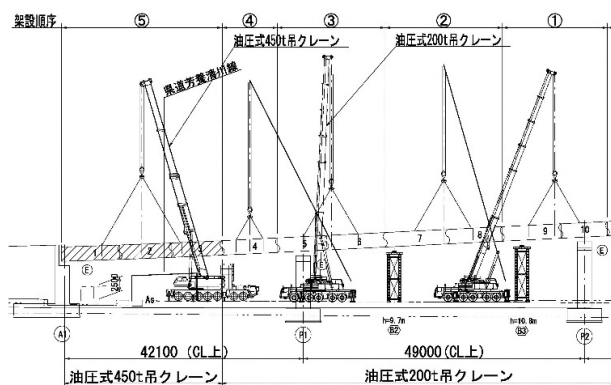 架設順序
⑤ ④ ③ ② ①
油圧式450t吊クレーン
油圧式200t吊クレーン
県道芳養清川線
1 2 3 4 5 6 7 8 9 10
E E
2500
As
h=9.7m
B2
h=10.8m
B3
A1 P1 P2
42100 (CL上) 49000(CL上)
油圧式450t吊クレーン 油圧式200t吊クレーン